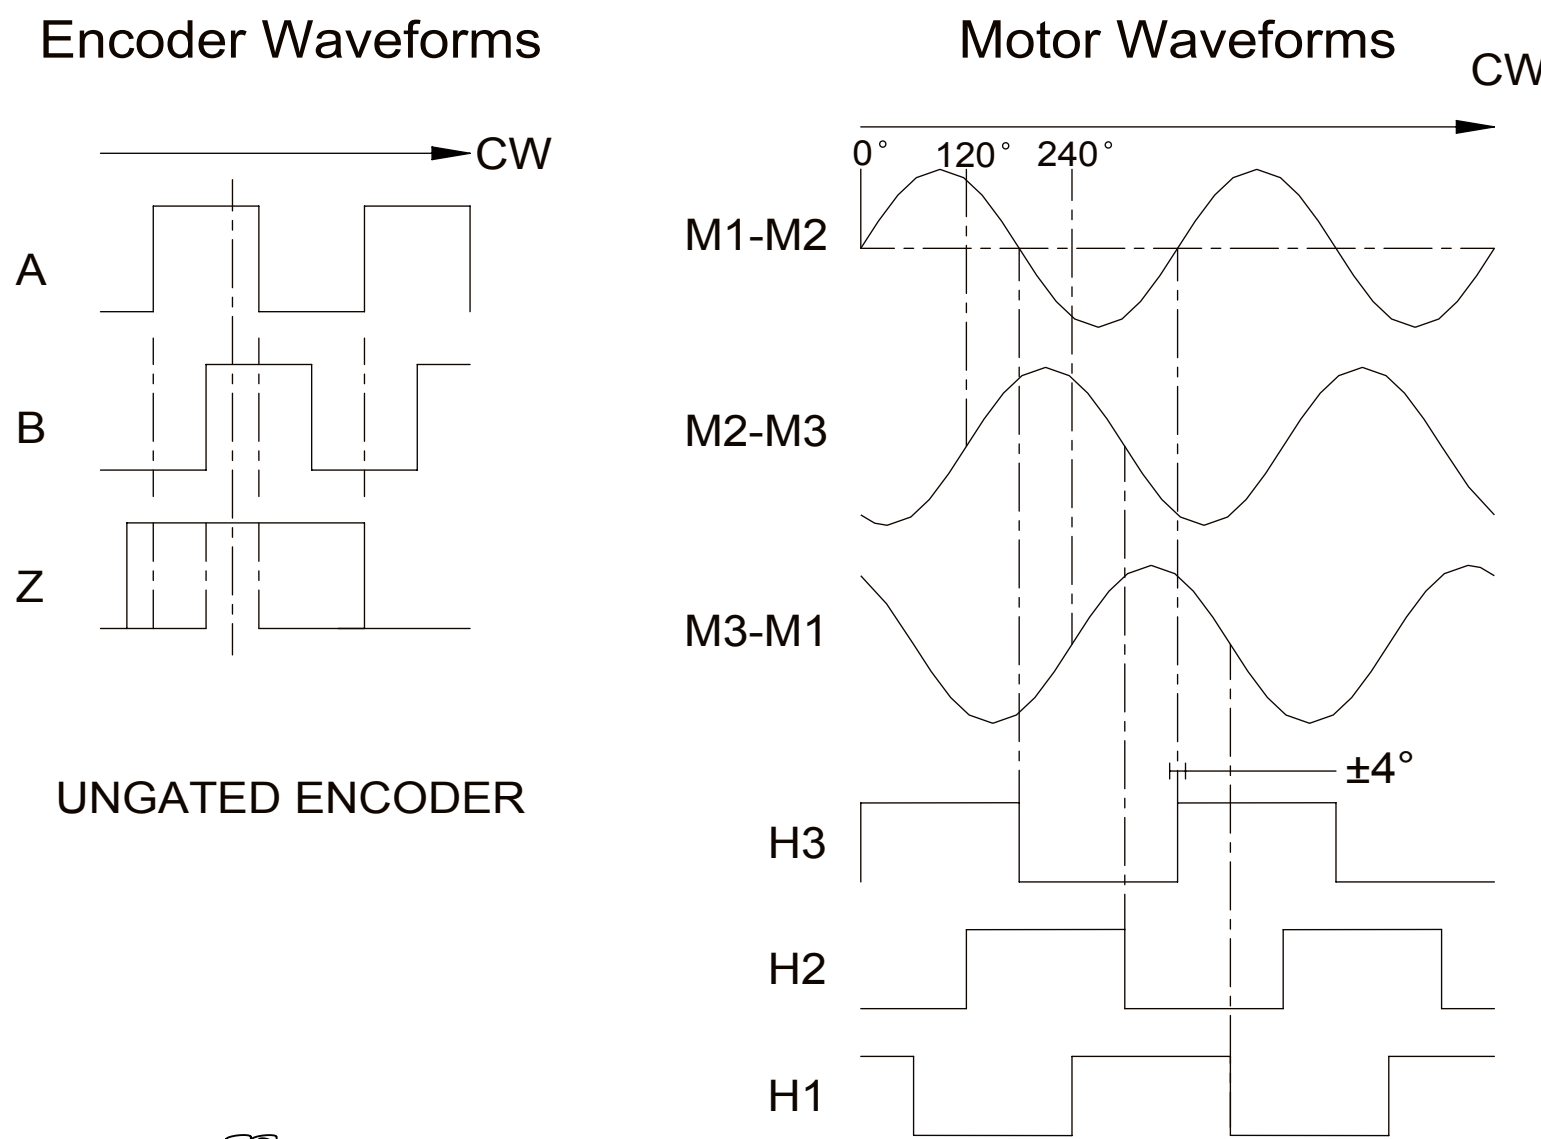 Encoder Waveforms
CW
A
B
Z
UNGATED ENCODER
Motor Waveforms
CW
0° 120° 240°
M1-M2
M2-M3
M3-M1
±4°
H3
H2
H1